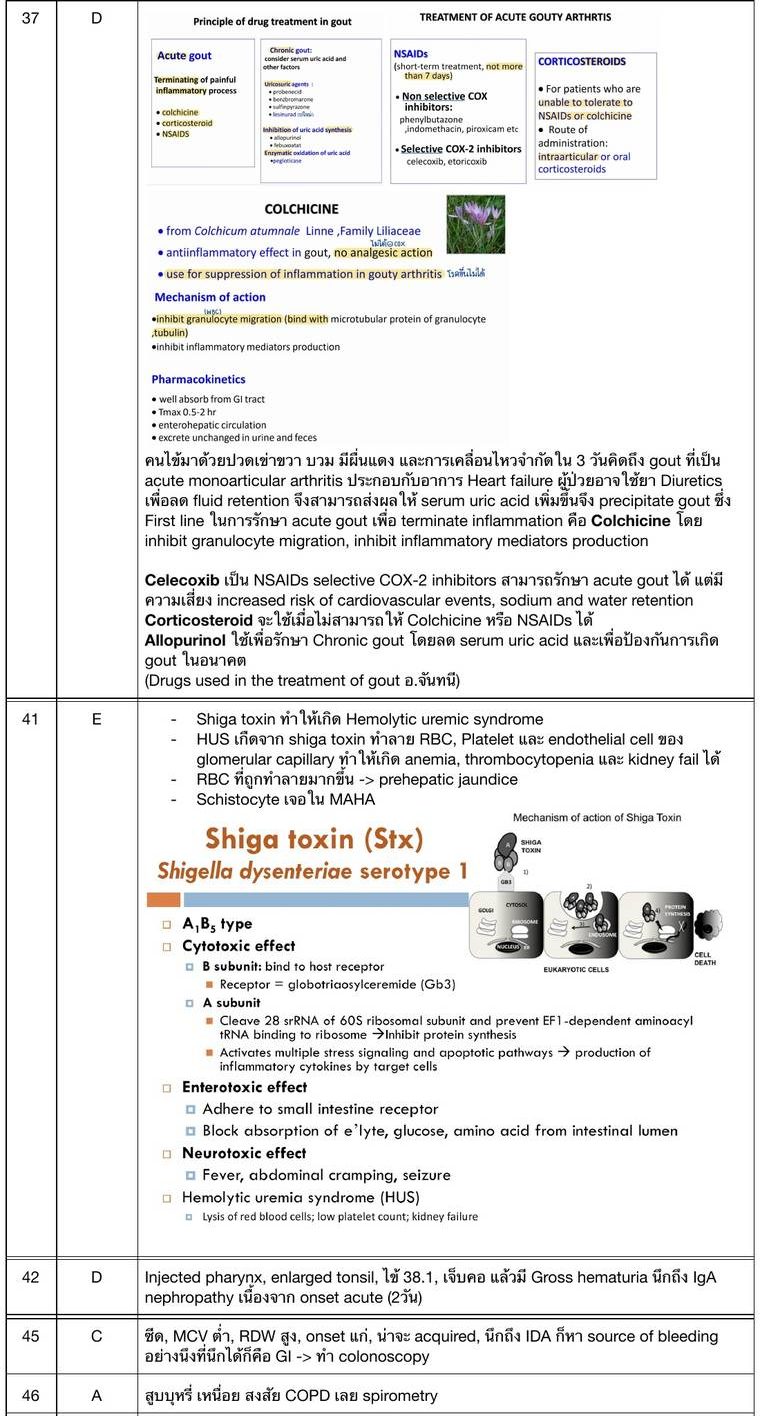 37
D
Principle of drug treatment in gout
TREATMENT OF ACUTE GOUTY ARTHRTIS
Acute gout
Terminating of painful
inflammatory process
• colchicine
• corticosteroid
• NSAIDS
Chronic gout:
consider serum uric acid and
other factors
Uricosuric agents :
• probenecid
• benzbromarone
• sulfinpyrazone
• lesinurad
Inhibition of uric acid synthesis
• allopurinol
• febuxostat
Enzymatic oxidation of uric acid
•pegloticase
NSAIDs
(short-term treatment, not more
than 7 days)
• Non selective COX
inhibitors:
phenylbutazone
,indomethacin, piroxicam etc
• Selective COX-2 inhibitors
celecoxib, etoricoxib
CORTICOSTEROIDS
• For patients who are
unable to tolerate to
NSAIDs or colchicine
• Route of
administration:
intraarticular or oral
corticosteroids
COLCHICINE
• from Colchicum atumnale Linne ,Family Liliaceae
ไม่ได้ COX
• antiinflammatory effect in gout, no analgesic action
• use for suppression of inflammation in gouty arthritis โรคอื่นไม่ได้
Mechanism of action
(WBC)
•inhibit granulocyte migration (bind with microtubular protein of granulocyte
,tubulin)
•inhibit inflammatory mediators production
Pharmacokinetics
• well absorb from GI tract
• Tmax 0.5-2 hr
• enterohepatic circulation
• excrete unchanged in urine and feces
คนไข้มาด้วยปวดเข่าขวา บวม มีผื่นแดง และการเคลื่อนไหวจำกัดใน 3 วันคิดถึง gout ที่เป็น
acute monoarticular arthritis ประกอบกับอาการ Heart failure ผู้ป่วยอาจใช้ยา Diuretics
เพื่อลด fluid retention จึงสามารถส่งผลให้ serum uric acid เพิ่มขึ้นจึง precipitate gout ซึ่ง
First line ในการรักษา acute gout เพื่อ terminate inflammation คือ Colchicine โดย
inhibit granulocyte migration, inhibit inflammatory mediators production
Celecoxib เป็น NSAIDs selective COX-2 inhibitors สามารถรักษา acute gout ได้ แต่มี
ความเสี่ยง increased risk of cardiovascular events, sodium and water retention
Corticosteroid จะใช้เมื่อไม่สามารถให้ Colchicine หรือ NSAIDs ได้
Allopurinol ใช้เพื่อรักษา Chronic gout โดยลด serum uric acid และเพื่อป้องกันการเกิด
gout ในอนาคต
(Drugs used in the treatment of gout อ.จันทนี)
41
E
- Shiga toxin ทำให้เกิด Hemolytic uremic syndrome
- HUS เกิดจาก shiga toxin ทำลาย RBC, Platelet และ endothelial cell ของ
glomerular capillary ทำให้เกิด anemia, thrombocytopenia และ kidney fail ได้
- RBC ที่ถูกทำลายมากขึ้น -> prehepatic jaundice
- Schistocyte เจอใน MAHA
Shiga toxin (Stx)
Shigella dysenteriae serotype 1
Mechanism of action of Shiga Toxin
A
SHIGA
TOXIN
1)
GB3
2)
GOLGI
CYTOSOL
RIBOSOME
NUCLEUS
ER
ENDOSOME
PROTEIN
SYNTHESIS
EUKARYOTIC CELLS
CELL
DEATH
A1B5 type
Cytotoxic effect
B subunit: bind to host receptor
Receptor = globotriaosylceremide (Gb3)
A subunit
Cleave 28 srRNA of 60S ribosomal subunit and prevent EF1-dependent aminoacyl
tRNA binding to ribosome →Inhibit protein synthesis
Activates multiple stress signaling and apoptotic pathways → production of
inflammatory cytokines by target cells
Enterotoxic effect
Adhere to small intestine receptor
Block absorption of e'lyte, glucose, amino acid from intestinal lumen
Neurotoxic effect
Fever, abdominal cramping, seizure
Hemolytic uremia syndrome (HUS)
Lysis of red blood cells; low platelet count; kidney failure
42
D
Injected pharynx, enlarged tonsil, ไข้ 38.1, เจ็บคอ แล้วมี Gross hematuria นึกถึง IgA
nephropathy เนื่องจาก onset acute (2วัน)
45
C
ซีด, MCV ต่ำ, RDW สูง, onset แก่, น่าจะ acquired, นึกถึง IDA ก็หา source of bleeding
อย่างนึงที่นึกได้ก็คือ GI -> ทำ colonoscopy
46
A
สูบบุหรี่ เหนื่อย สงสัย COPD เลย spirometry